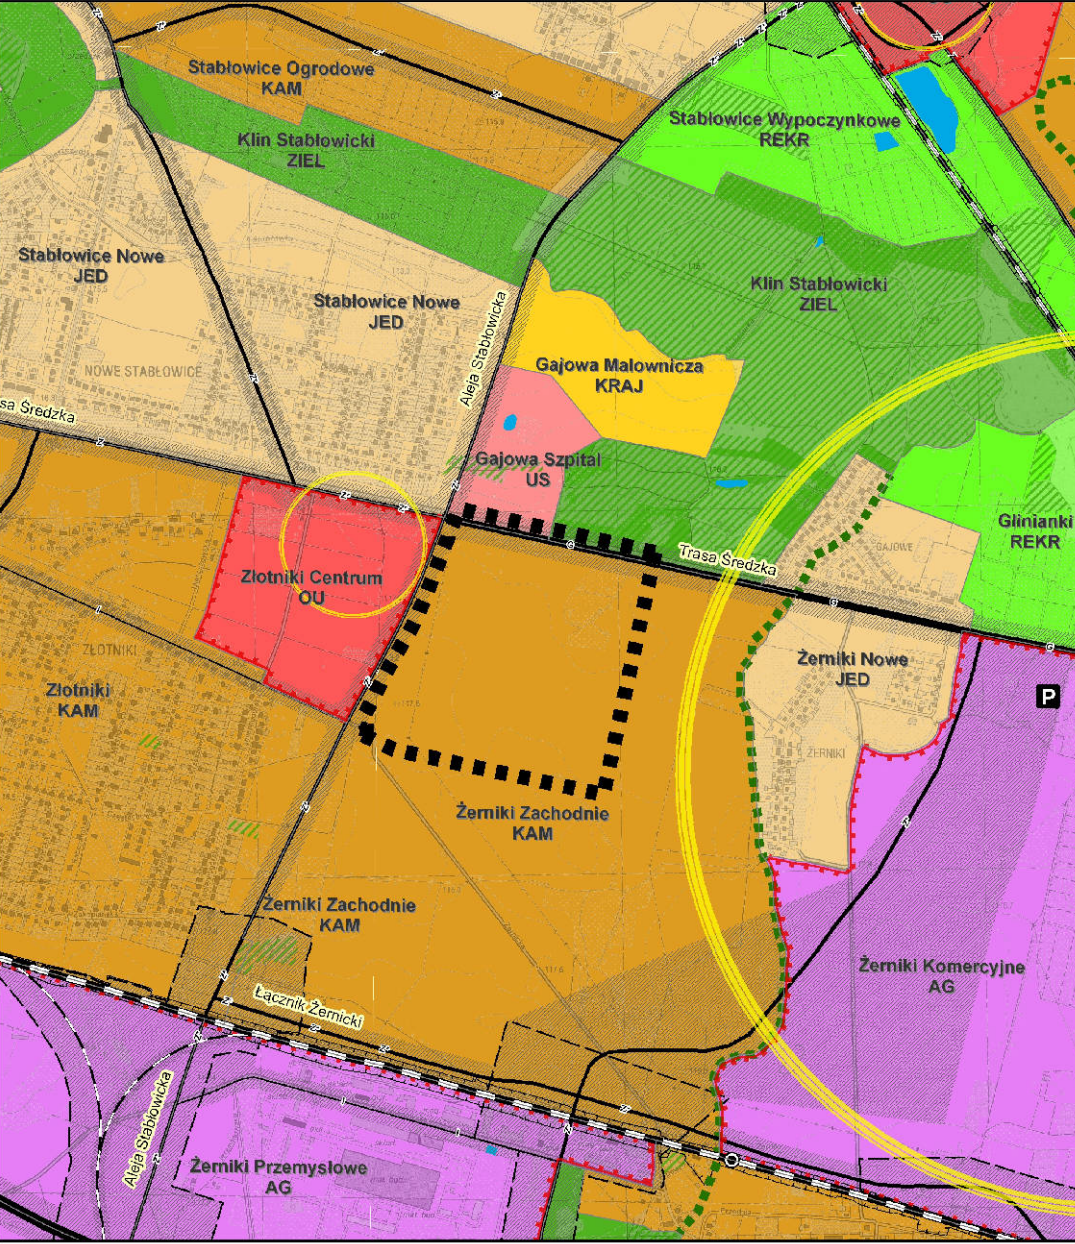 Stabłowice Ogrodowe
KAM
Klin Stabłowicki
ZIEL
Stabłowice Wypoczynkowe
REKR
Stabłowice Nowe
JED
Stabłowice Nowe
JED
Klin Stabłowicki
ZIEL
Aleja Stabłowicka
NOWE STABŁOWICE
Gajowa Malownicza
KRAJ
sa Średzka
Gajowa Szpital
US
Glinianki
REKR
GAJOWE
Trasa Średzka
Złotniki Centrum
OU
ZŁOTNIKI
Złotniki
KAM
Żerniki Nowe
JED
P
ŻERNIKI
Żerniki Zachodnie
KAM
Żerniki Zachodnie
KAM
Żerniki Komercyjne
AG
Łącznik Żernicki
Aleja Stabłowicka
Żerniki Przemysłowe
AG